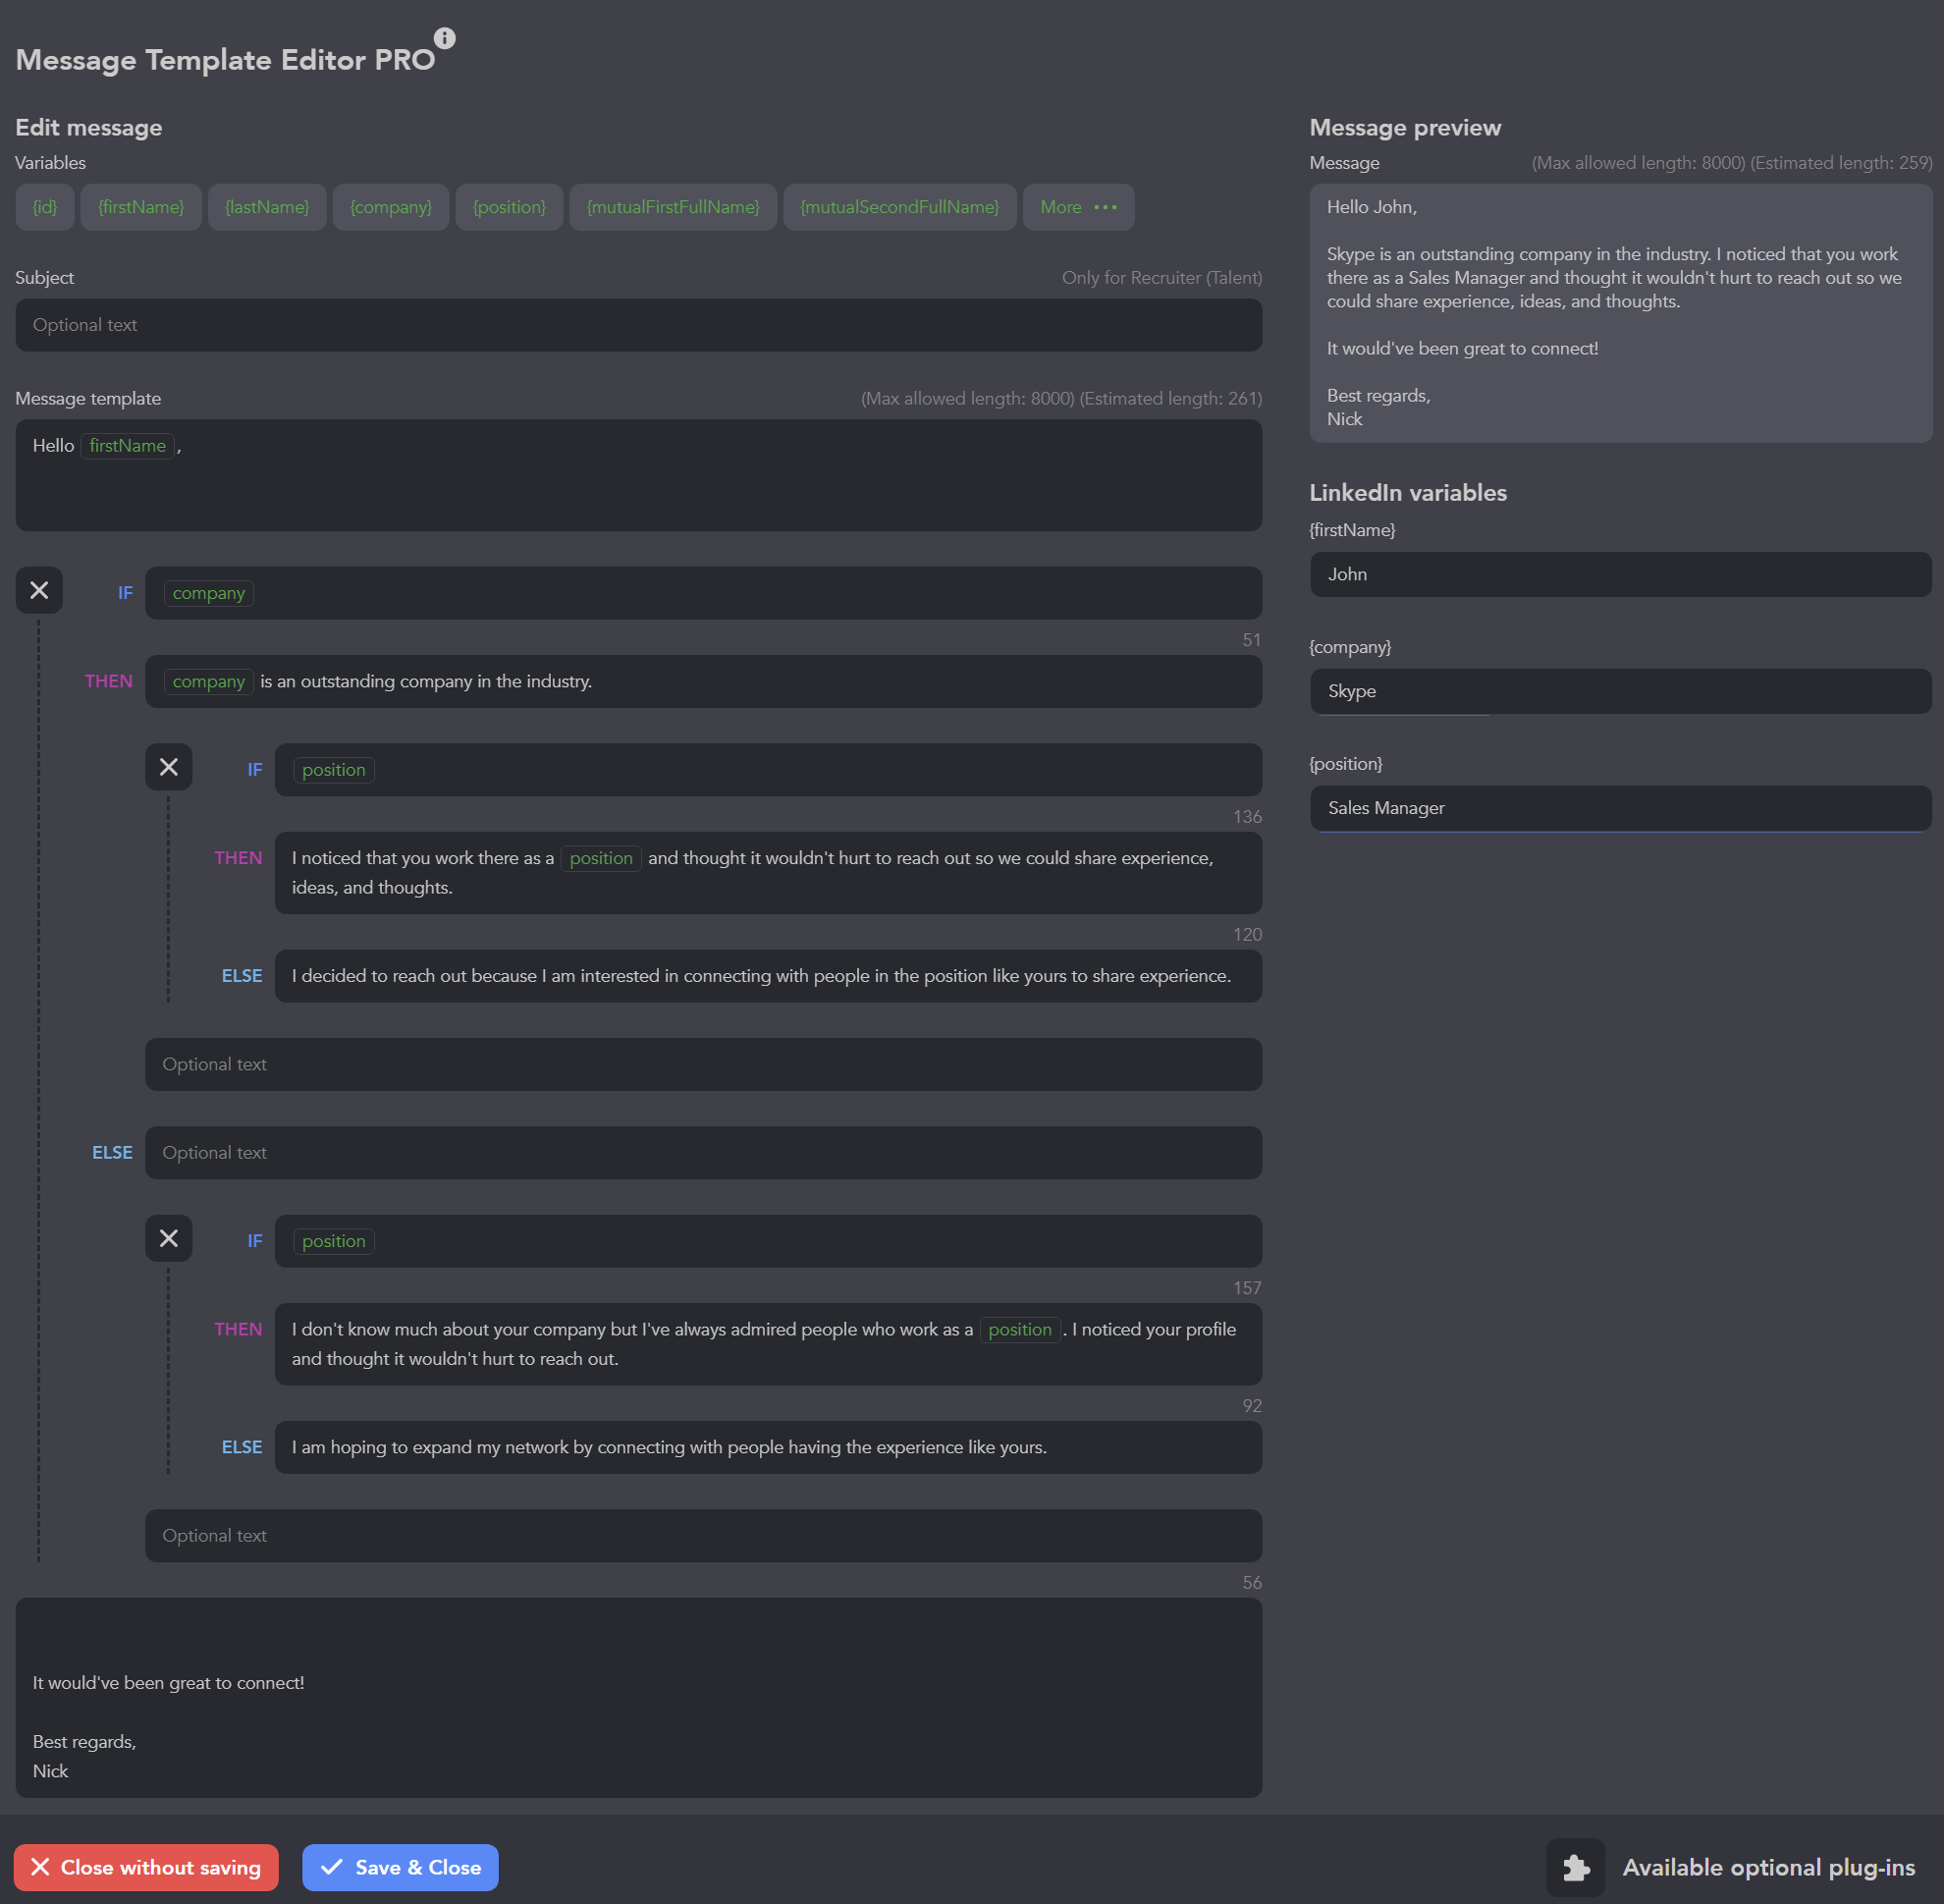 Message Template Editor PRO
Edit message
Variables
{id} {firstName} {lastName} {company} {position} {mutualFirstFullName} {mutualSecondFullName} More •••
Subject Only for Recruiter (Talent)
Optional text
Message template (Max allowed length: 8000) (Estimated length: 261)
Hello firstName ,
IF company
51
THEN company is an outstanding company in the industry.
IF position
136
THEN I noticed that you work there as a position and thought it wouldn't hurt to reach out so we could share experience,
ideas, and thoughts.
120
ELSE I decided to reach out because I am interested in connecting with people in the position like yours to share experience.
Optional text
ELSE Optional text
IF position
157
THEN I don't know much about your company but I've always admired people who work as a position . I noticed your profile
and thought it wouldn't hurt to reach out.
92
ELSE I am hoping to expand my network by connecting with people having the experience like yours.
Optional text
56
It would've been great to connect!
Best regards,
Nick
Message preview
Message (Max allowed length: 8000) (Estimated length: 259)
Hello John,
Skype is an outstanding company in the industry. I noticed that you work
there as a Sales Manager and thought it wouldn't hurt to reach out so we
could share experience, ideas, and thoughts.
It would've been great to connect!
Best regards,
Nick
LinkedIn variables
{firstName}
John
{company}
Skype
{position}
Sales Manager
Close without saving Save & Close Available optional plug-ins